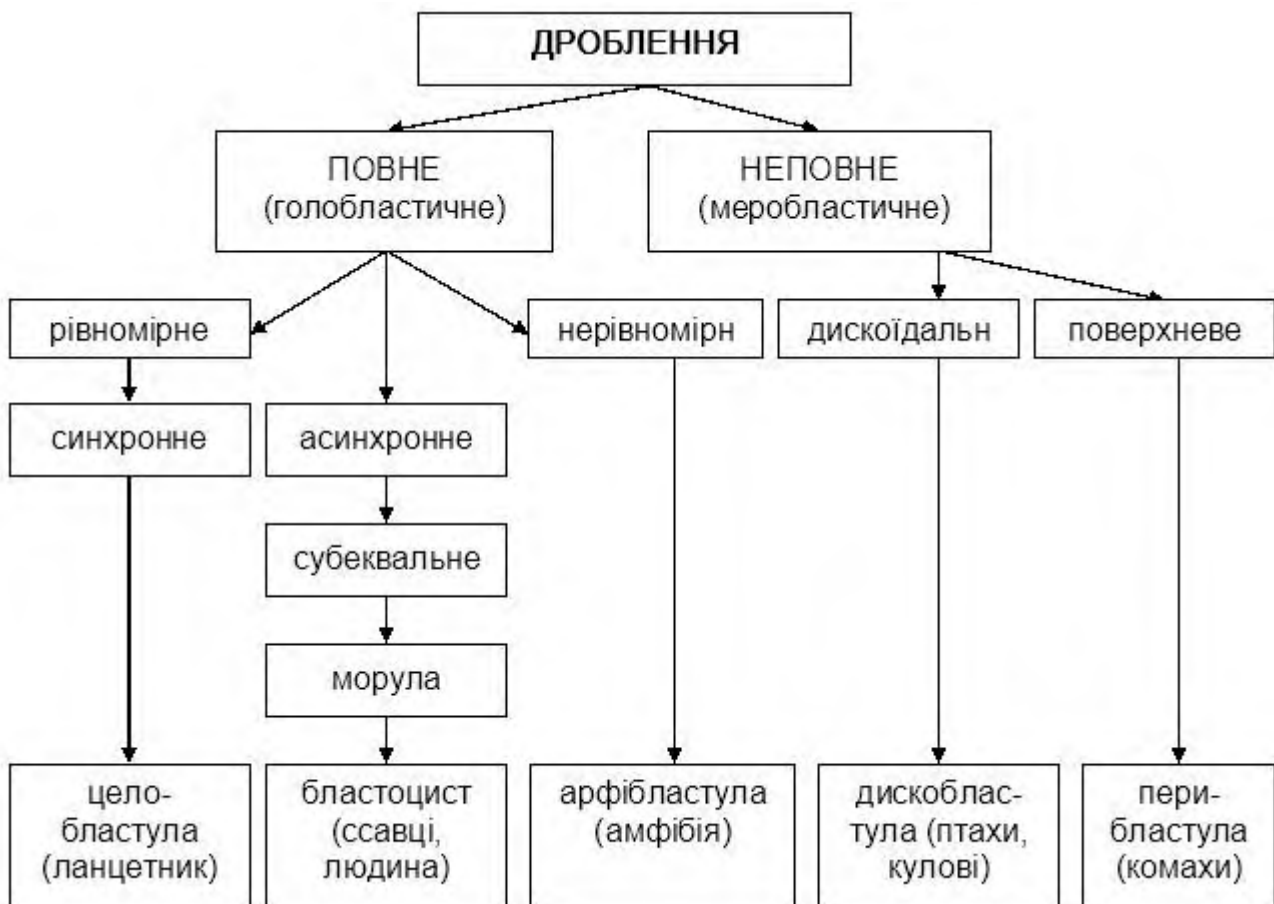 ДРОБЛЕННЯ
ПОВНЕ
(голобластичне)
НЕПОВНЕ
(меробластичне)
рівномірне
нерівномірн
дискоїдальн
поверхневе
синхронне
асинхронне
субеквальне
морула
цело-
бластула
(ланцетник)
бластоцист
(ссавці,
людина)
арфібластула
(амфібія)
дискоблас-
тула (птахи,
кулові)
пери-
бластула
(комахи)